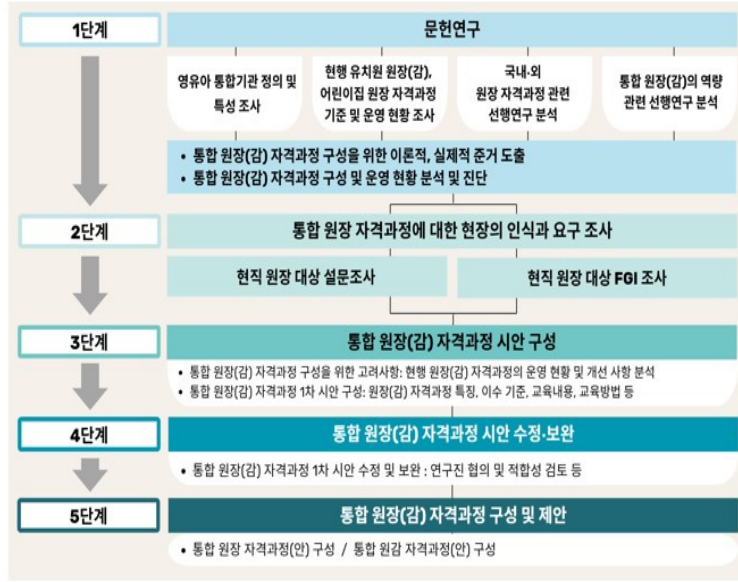 1단계
문헌연구
영유아 통합기관 정의 및
특성 조사
현행 유치원 원장(감),
어린이집 원장 자격과정
기준 및 운영 현황 조사
국내·외
원장 자격과정 관련
선행연구 분석
통합 원장(감)의 역량
관련 선행연구 분석
• 통합 원장(감) 자격과정 구성을 위한 이론적, 실제적 준거 도출
• 통합 원장(감) 자격과정 구성 및 운영 현황 분석 및 진단
2단계
통합 원장 자격과정에 대한 현장의 인식과 요구 조사
현직 원장 대상 설문조사
현직 원장 대상 FGI 조사
3단계
통합 원장(감) 자격과정 시안 구성
• 통합 원장(감) 자격과정 구성을 위한 고려사항: 현행 원장(감) 자격과정의 운영 현황 및 개선 사항 분석
• 통합 원장(감) 자격과정 1차 시안 구성: 원장(감) 자격과정 특징, 이수 기준, 교육내용, 교육방법 등
4단계
통합 원장(감) 자격과정 시안 수정·보완
• 통합 원장(감) 자격과정 1차 시안 수정 및 보완 : 연구진 협의 및 적합성 검토 등
5단계
통합 원장(감) 자격과정 구성 및 제안
• 통합 원장 자격과정(안) 구성 / 통합 원감 자격과정(안) 구성